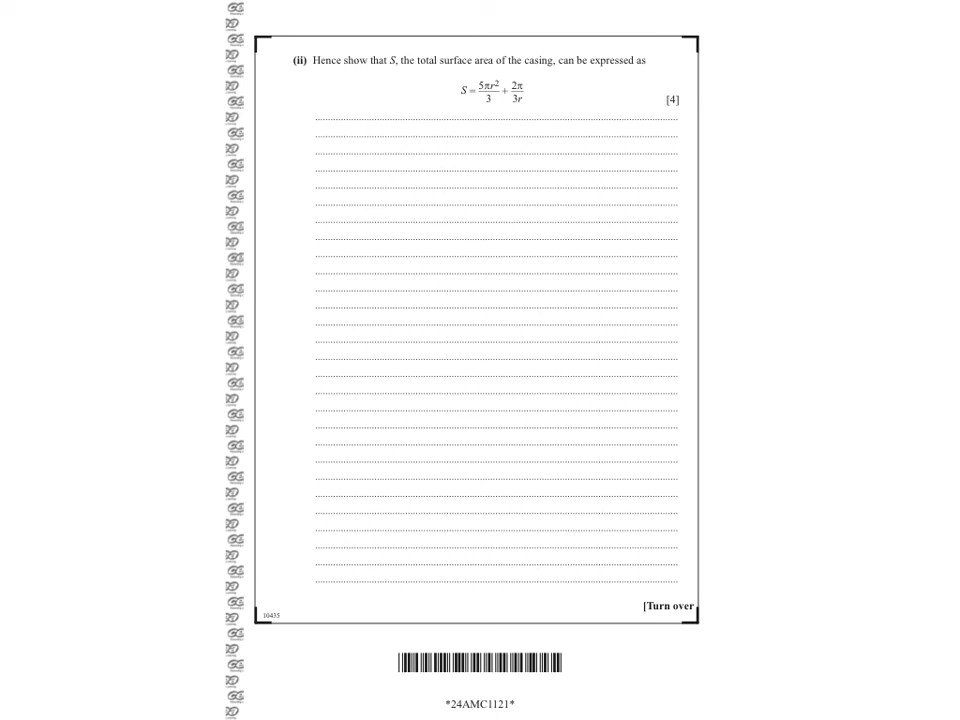 (ii) Hence show that S, the total surface area of the casing, can be expressed as
S = 5πr²/3 + 2π/3r
[4]
[Turn over
10435
*24AMC1121*